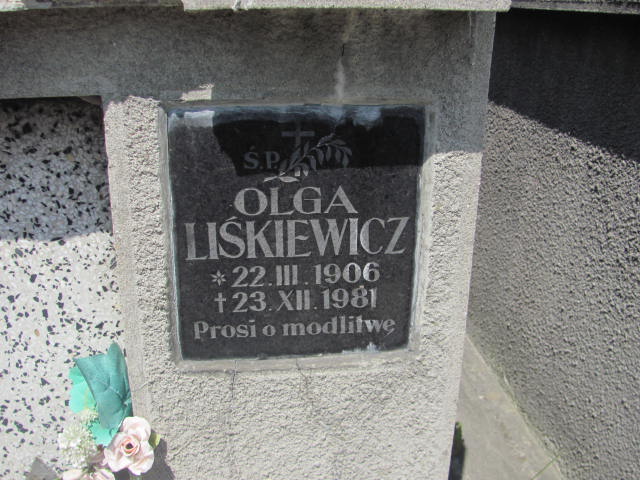 Ś.P.
OLGA
LIŚKIEWICZ
* 22.III.1906
† 23.XII.1981
Prosi o modlitwę